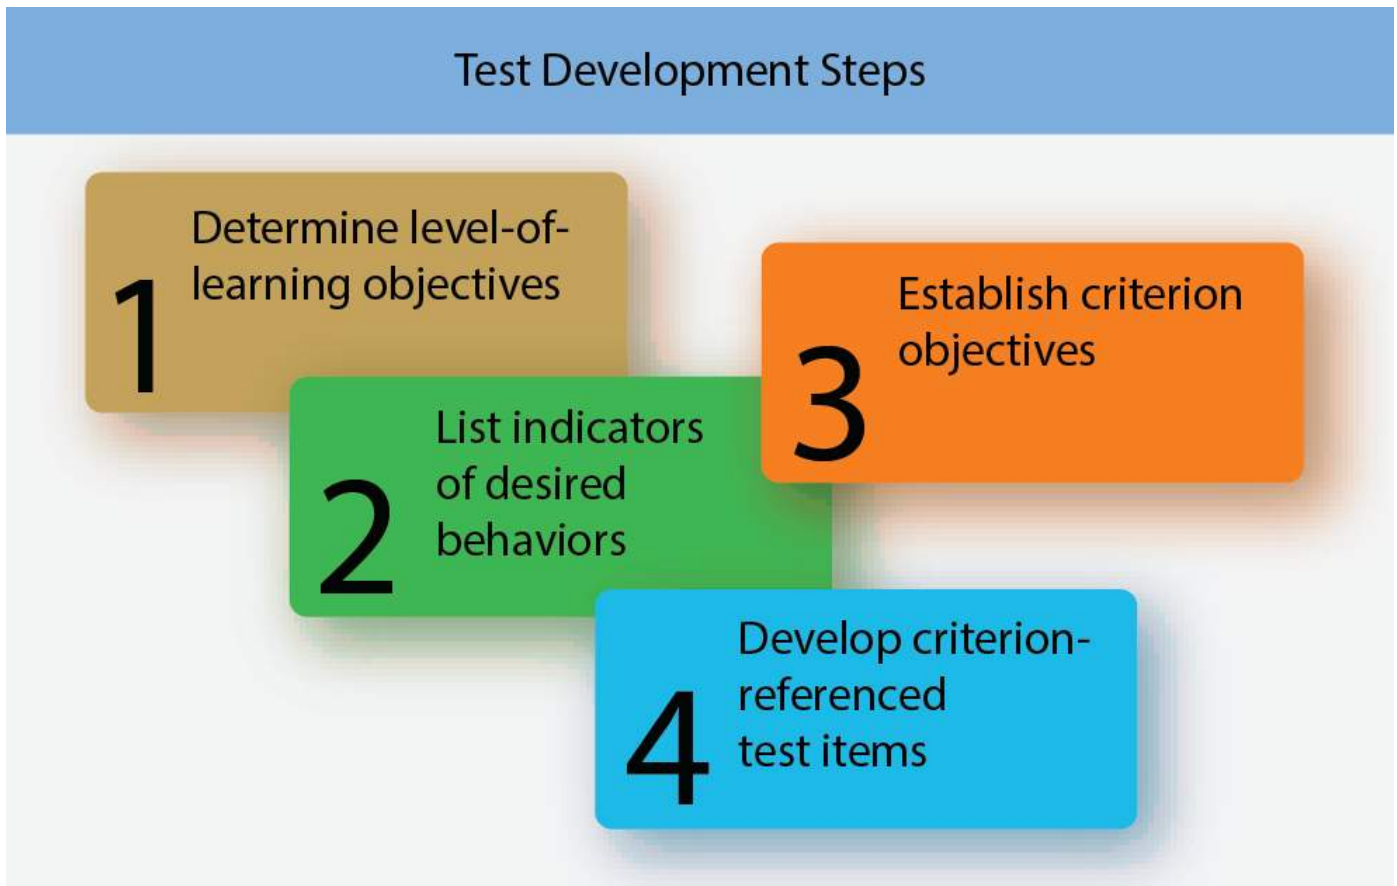 Test Development Steps
1
Determine level-of-
learning objectives
2
List indicators
of desired
behaviors
3
Establish criterion
objectives
4
Develop criterion-
referenced
test items